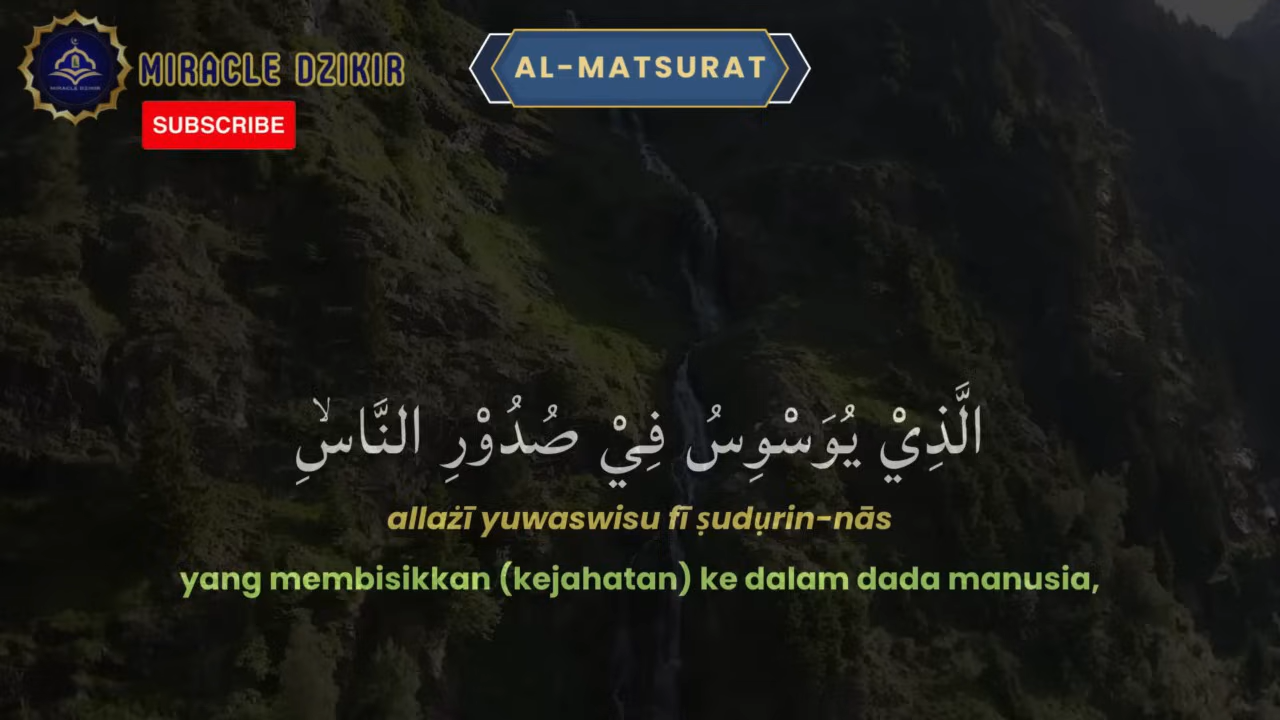 MIRACLE DZIKIR
SUBSCRIBE
AL-MATSURAT
الَّذِيْ يُوَسْوِسُ فِيْ صُدُوْرِ النَّاسِۙ
allażī yuwaswisu fī ṣudụrin-nās
yang membisikkan (kejahatan) ke dalam dada manusia,